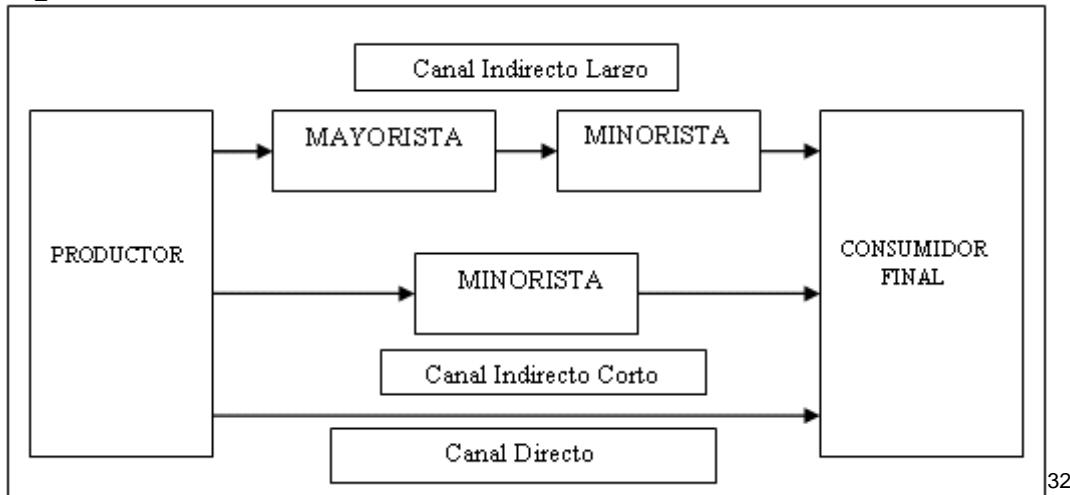 Canal Indirecto Largo
MAYORISTA
MINORISTA
PRODUCTOR
CONSUMIDOR
FINAL
MINORISTA
Canal Indirecto Corto
Canal Directo
32